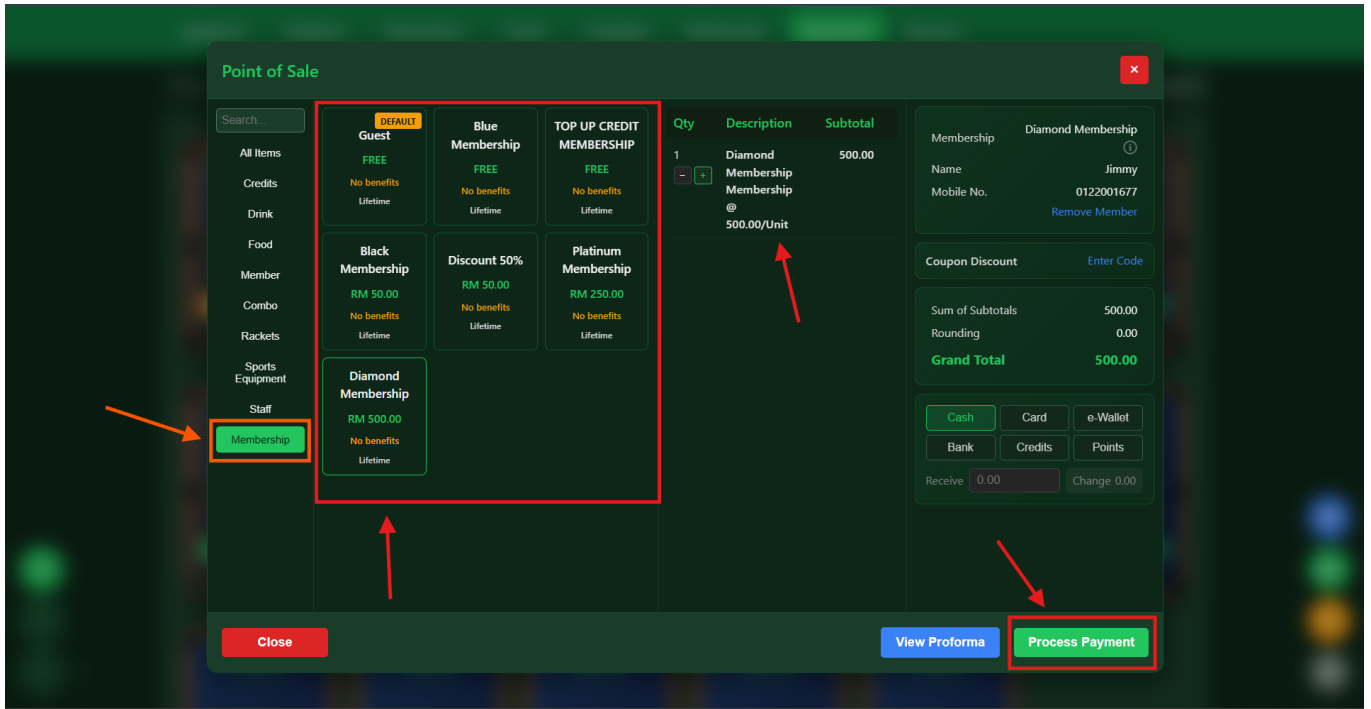 Point of Sale
×
Search...
All Items
Credits
Drink
Food
Member
Combo
Rackets
Sports
Equipment
Staff
Membership
DEFAULT
Guest
FREE
No benefits
Lifetime
Blue
Membership
FREE
No benefits
Lifetime
TOP UP CREDIT
MEMBERSHIP
FREE
No benefits
Lifetime
Black
Membership
RM 50.00
No benefits
Lifetime
Discount 50%
RM 50.00
No benefits
Lifetime
Platinum
Membership
RM 250.00
No benefits
Lifetime
Diamond
Membership
RM 500.00
No benefits
Lifetime
Qty Description Subtotal
1 Diamond 500.00
− + Membership
Membership
@
500.00/Unit
Membership Diamond Membership
Name Jimmy
Mobile No. 0122001677
Remove Member
Coupon Discount Enter Code
Sum of Subtotals 500.00
Rounding 0.00
Grand Total 500.00
Cash Card e-Wallet
Bank Credits Points
Receive 0.00 Change 0.00
Close View Proforma Process Payment